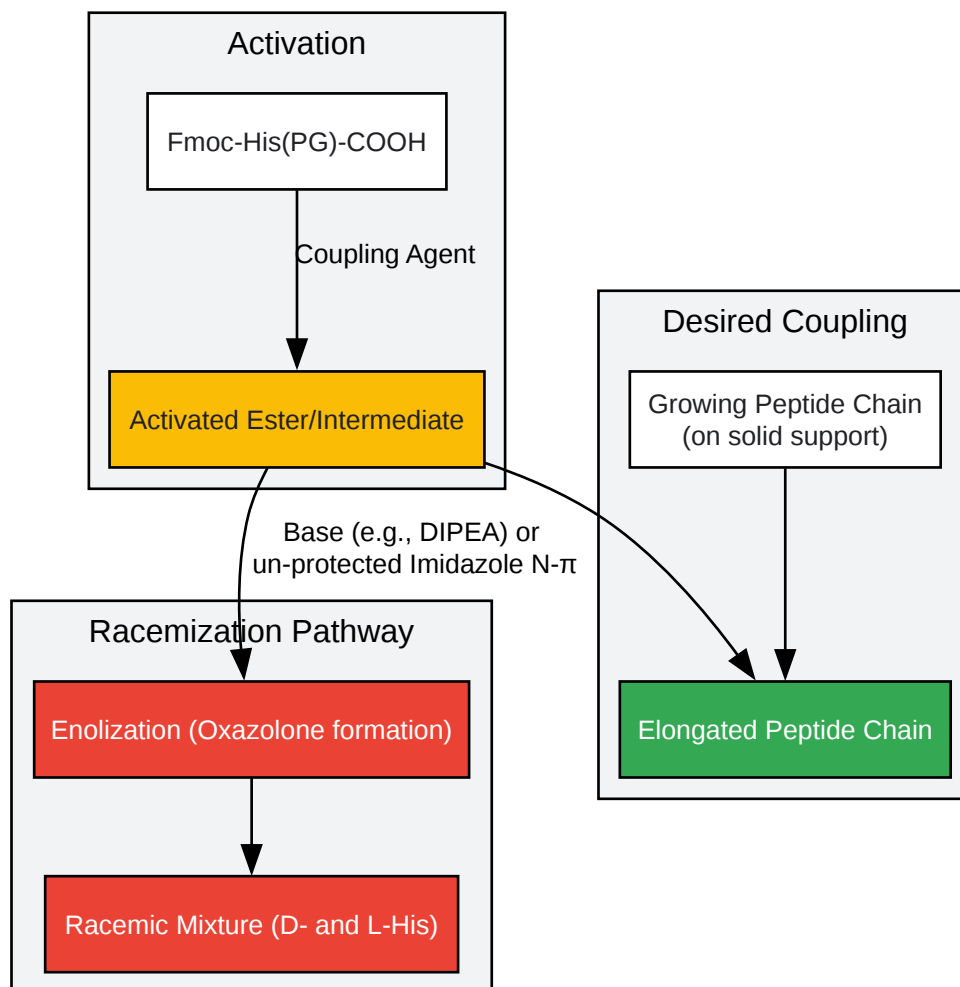 Activation
Fmoc-His(PG)-COOH
Coupling Agent
Activated Ester/Intermediate
Desired Coupling
Growing Peptide Chain
(on solid support)
Base (e.g., DIPEA) or
un-protected Imidazole N-π
Racemization Pathway
Enolization (Oxazolone formation)
Elongated Peptide Chain
Racemic Mixture (D- and L-His)